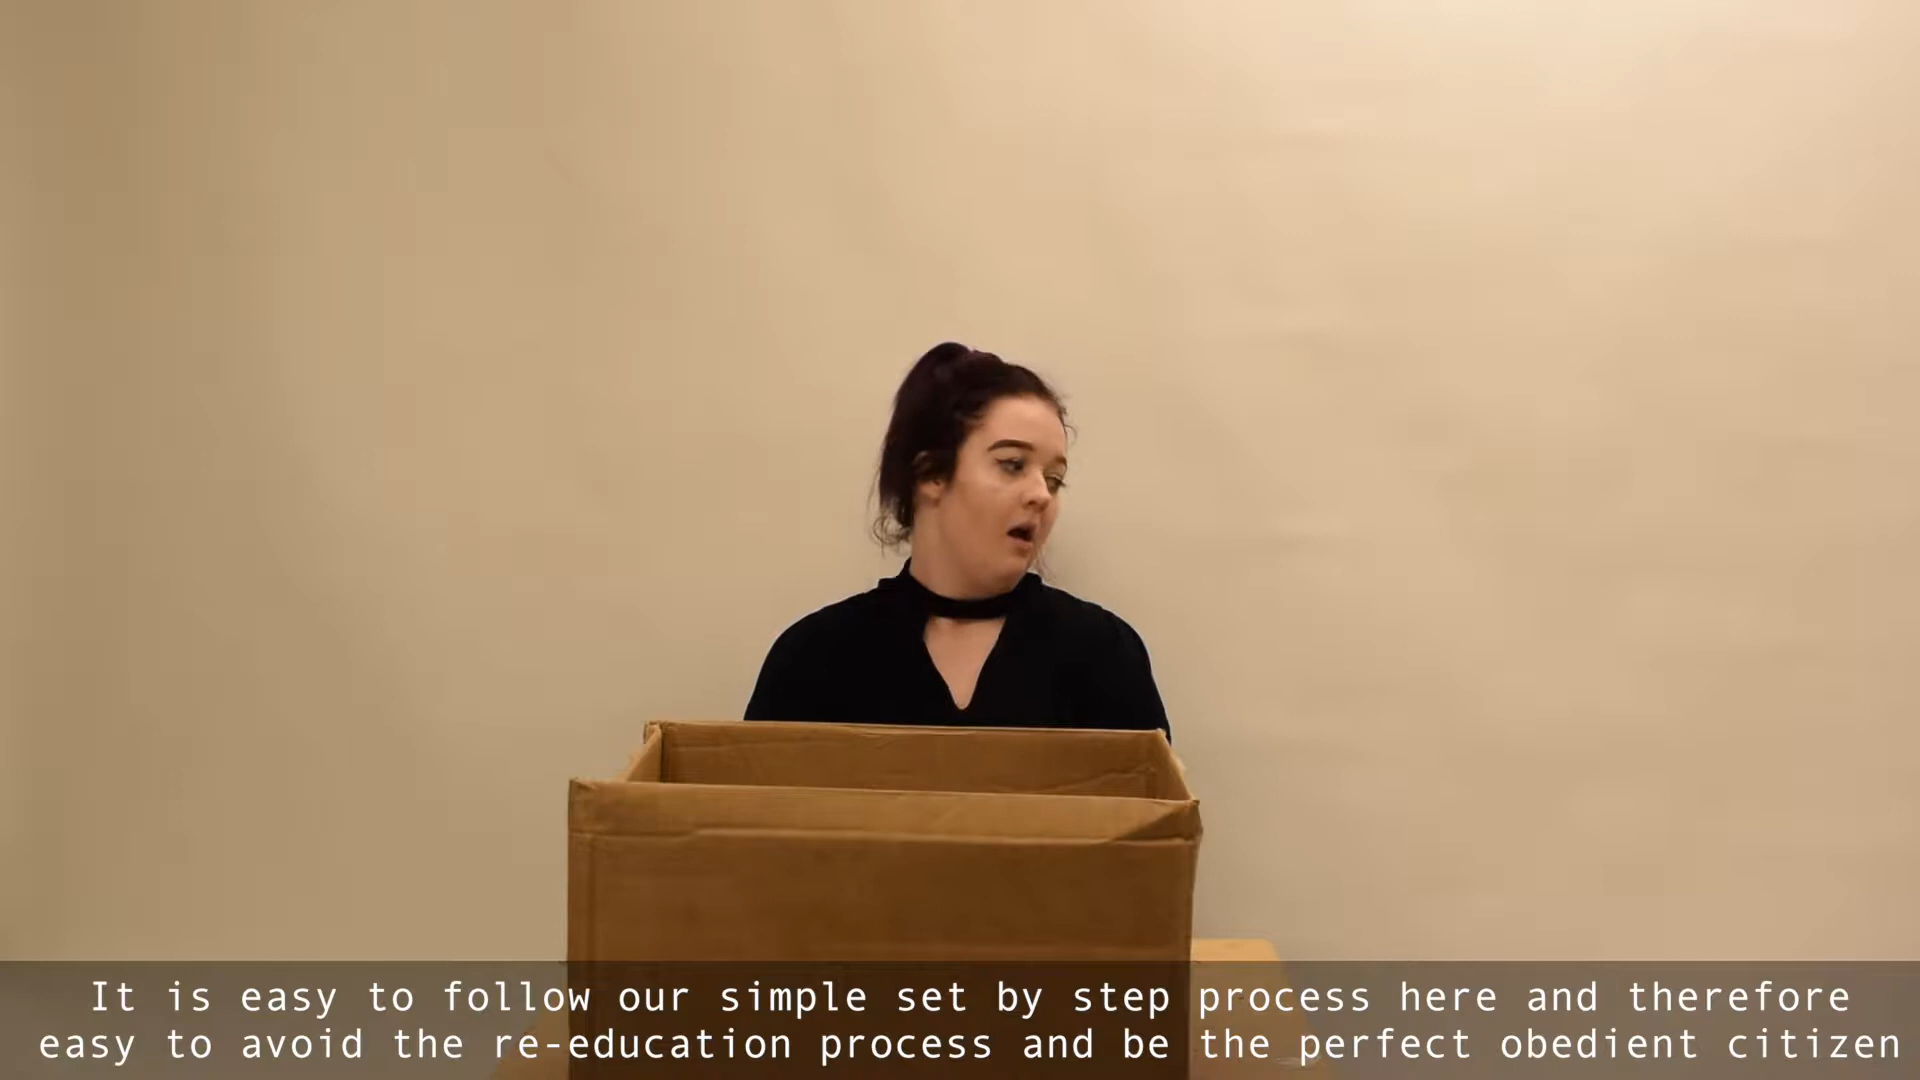 It is easy to follow our simple set by step process here and therefore
easy to avoid the re-education process and be the perfect obedient citizen